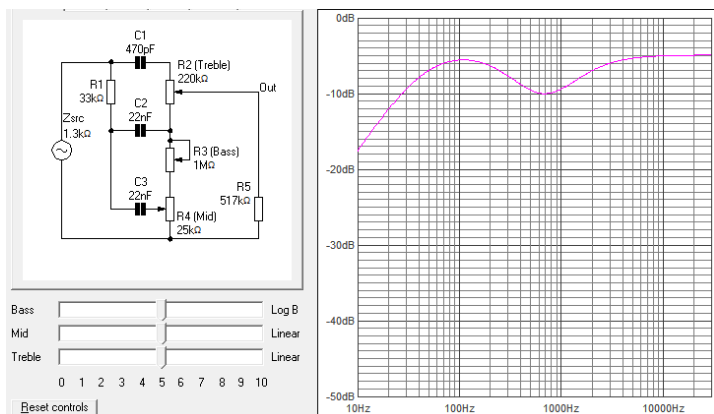 C1
470pF
R2 (Treble)
220kΩ
Out
R1
33kΩ
C2
22nF
Zsrc
1.3kΩ
R3 (Bass)
1MΩ
C3
22nF
R5
517kΩ
R4 (Mid)
25kΩ
Bass Log B
Mid Linear
Treble Linear
0 1 2 3 4 5 6 7 8 9 10
Reset controls
0dB
-10dB
-20dB
-30dB
-40dB
-50dB
10Hz 100Hz 1000Hz 10000Hz